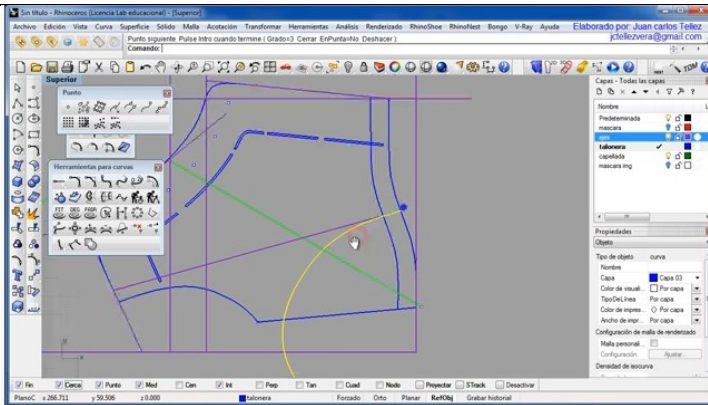 Sin título - Rhinoceros (Licencia Lab educacional) - [Superior]
Archivo Edición Vista Curva Superficie Sólido Malla Acotación Transformar Herramientas Análisis Renderizado RhinoShoe RhinoNest Bongo V-Ray Ayuda
Elaborado por: Juan carlos Tellez
jctellezvera@gmail.com
Punto siguiente. Pulse Intro cuando termine ( Grado=3 Cerrar EnPunta=No Deshacer ):
Comando:
Superior
Punto
Herramientas para curvas
FIT DEG FAIR
Capas - Todas las capas
Nombre
Predeterminada
mascara
ejes
talonera
capellada
mascara img
Propiedades
Objeto
Tipo de objeto curva
Nombre
Capa Capa 03
Color de visuali... Por capa
TipoDeLínea Por capa
Color de impres... Por capa
Ancho de impr... Por capa
Configuración de malla de renderizado
Malla personali...
Configuración Ajustar...
Densidad de isocurva
Fin Cerca Punto Med Cen Int Perp Tan Cuad Nodo Proyectar STrack Desactivar
PlanoC x 266.711 y 59.506 z 0.000 talonera Forzado Orto Planar RefObj Grabar historial